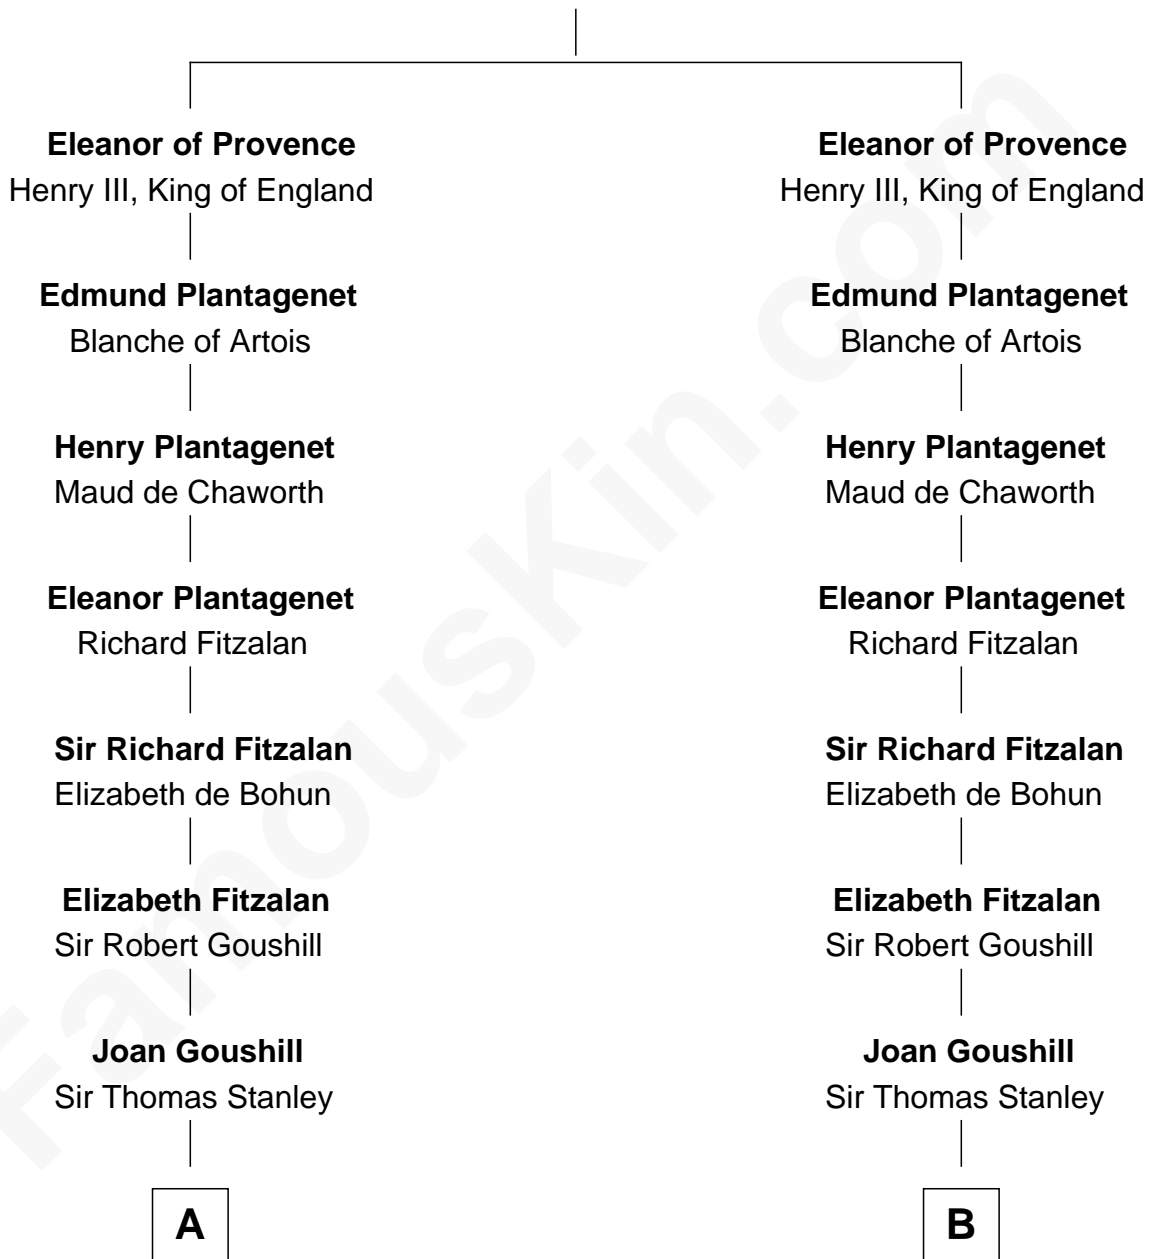 Eleanor of Provence
Henry III, King of England
Edmund Plantagenet
Blanche of Artois
Henry Plantagenet
Maud de Chaworth
Eleanor Plantagenet
Richard Fitzalan
Sir Richard Fitzalan
Elizabeth de Bohun
Elizabeth Fitzalan
Sir Robert Goushill
Joan Goushill
Sir Thomas Stanley
A
Eleanor of Provence
Henry III, King of England
Edmund Plantagenet
Blanche of Artois
Henry Plantagenet
Maud de Chaworth
Eleanor Plantagenet
Richard Fitzalan
Sir Richard Fitzalan
Elizabeth de Bohun
Elizabeth Fitzalan
Sir Robert Goushill
Joan Goushill
Sir Thomas Stanley
B
FamousKin.com